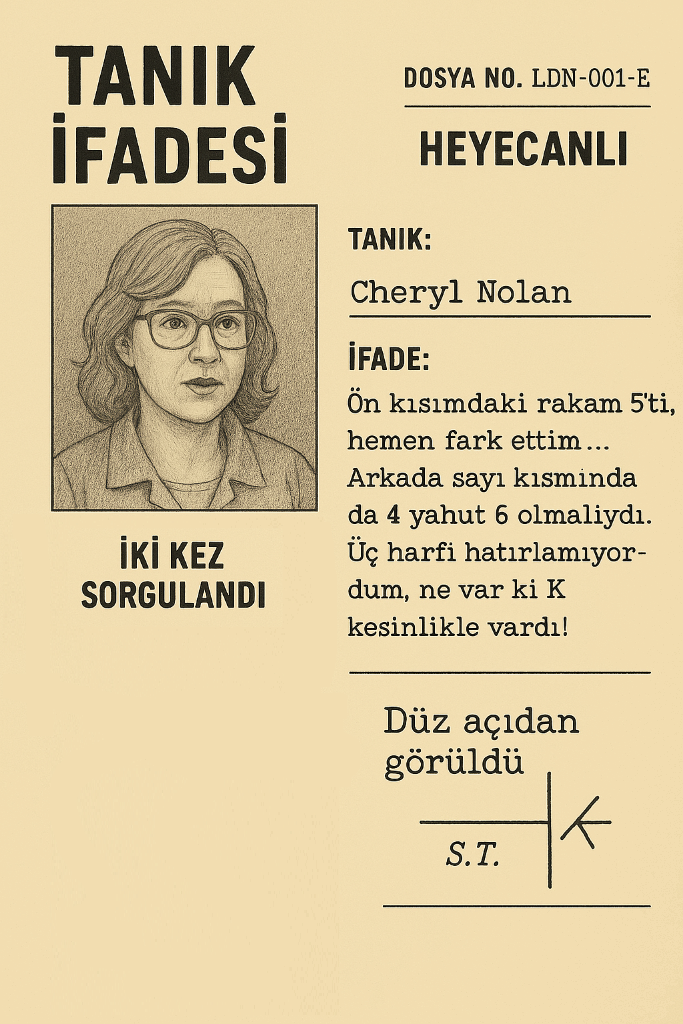 TANIK
İFADESİ
DOSYA NO. LDN-001-E
HEYECANLI
TANIK:
Cheryl Nolan
İFADE:
Ön kısımdaki rakam 5'ti,
hemen fark ettim...
Arkada sayı kısmında
da 4 yahut 6 olmaliydı.
Üç harfi hatırlamıyor-
dum, ne var ki K
kesinlikle vardı!
İKİ KEZ
SORGULANDI
Düz açıdan
görüldü
K
S.T.